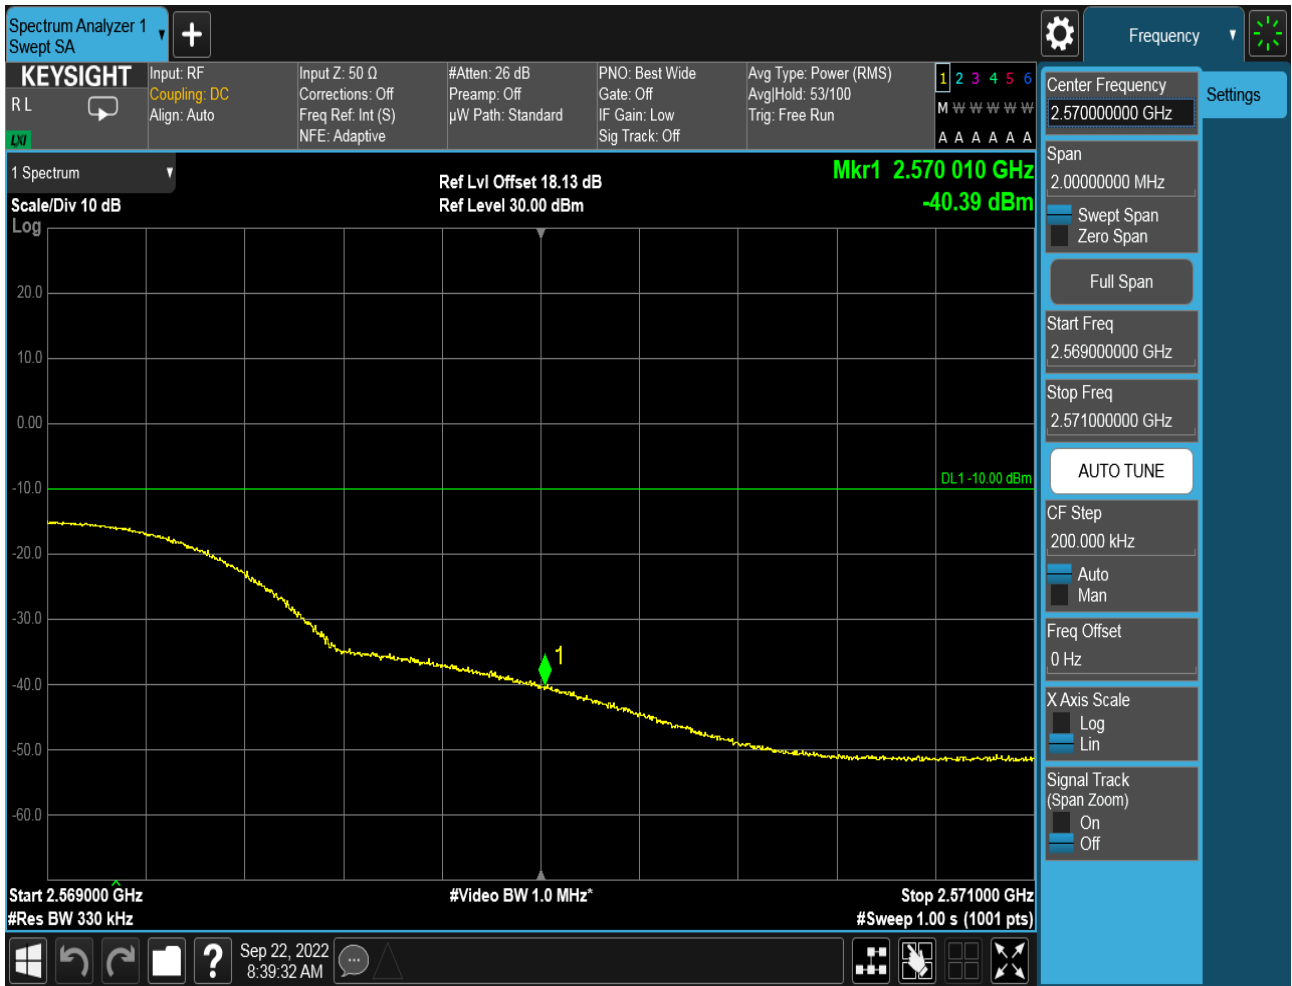 Spectrum Analyzer 1
Swept SA
Frequency
KEYSIGHT
R L
LXI
Input: RF
Coupling: DC
Align: Auto
Input Z: 50 Ω
Corrections: Off
Freq Ref: Int (S)
NFE: Adaptive
#Atten: 26 dB
Preamp: Off
µW Path: Standard
PNO: Best Wide
Gate: Off
IF Gain: Low
Sig Track: Off
Avg Type: Power (RMS)
Avg|Hold: 53/100
Trig: Free Run
1 2 3 4 5 6
M W W W W W
A A A A A A
1 Spectrum
Scale/Div 10 dB
Log
Ref Lvl Offset 18.13 dB
Ref Level 30.00 dBm
Mkr1 2.570 010 GHz
-40.39 dBm
20.0
10.0
0.00
-10.0
-20.0
-30.0
-40.0
-50.0
-60.0
DL1 -10.00 dBm
1
Start 2.569000 GHz
#Res BW 330 kHz
#Video BW 1.0 MHz*
Stop 2.571000 GHz
#Sweep 1.00 s (1001 pts)
Sep 22, 2022
8:39:32 AM
Center Frequency
2.570000000 GHz
Span
2.00000000 MHz
Swept Span
Zero Span
Full Span
Start Freq
2.569000000 GHz
Stop Freq
2.571000000 GHz
AUTO TUNE
CF Step
200.000 kHz
Auto
Man
Freq Offset
0 Hz
X Axis Scale
Log
Lin
Signal Track
(Span Zoom)
On
Off
Settings